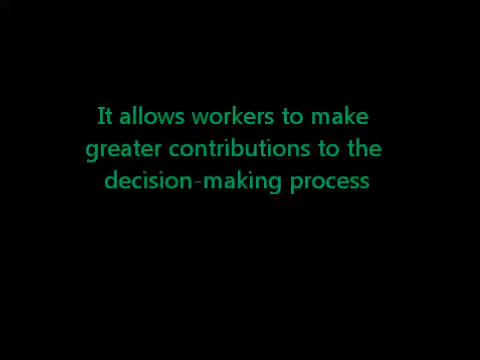 It allows workers to make
greater contributions to the
decision-making process